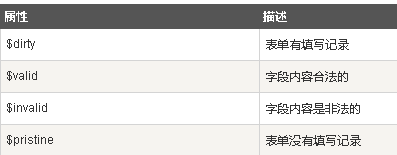 属性 描述
$dirty 表单有填写记录
$valid 字段内容合法的
$invalid 字段内容是非法的
$pristine 表单没有填写记录